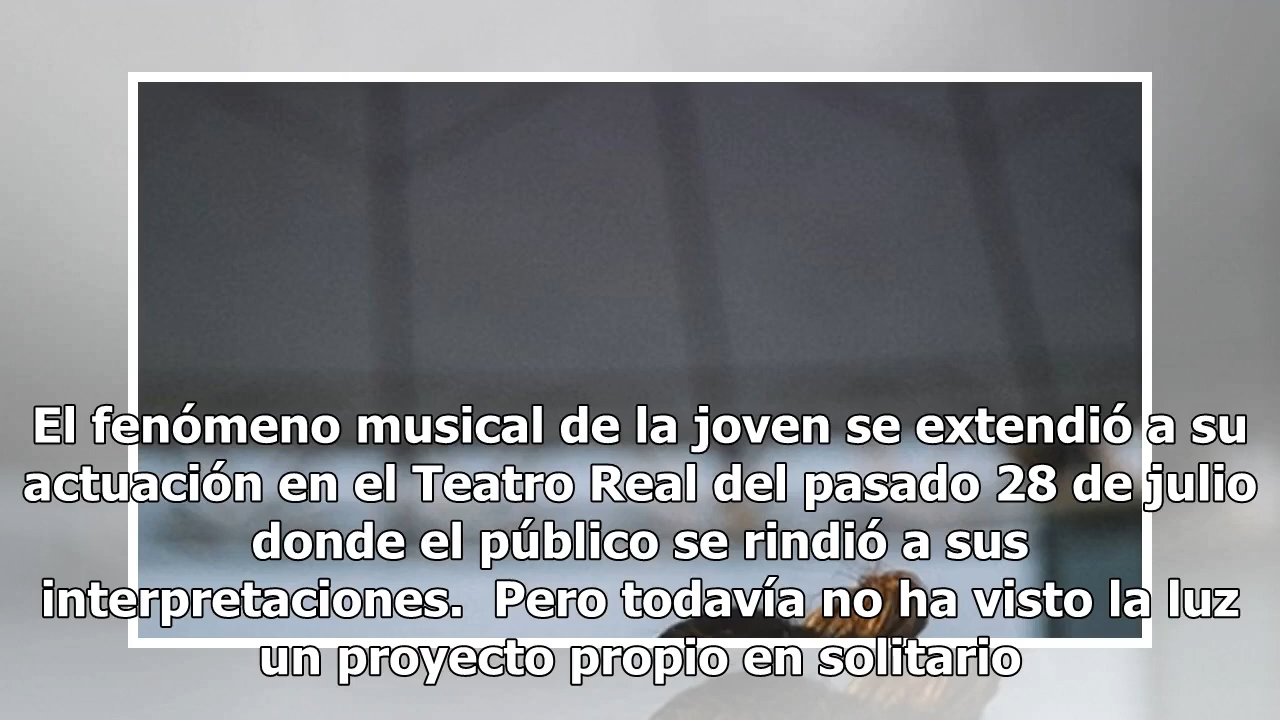 El fenómeno musical de la joven se extendió a su
actuación en el Teatro Real del pasado 28 de julio
donde el público se rindió a sus
interpretaciones.  Pero todavía no ha visto la luz
un proyecto propio en solitario